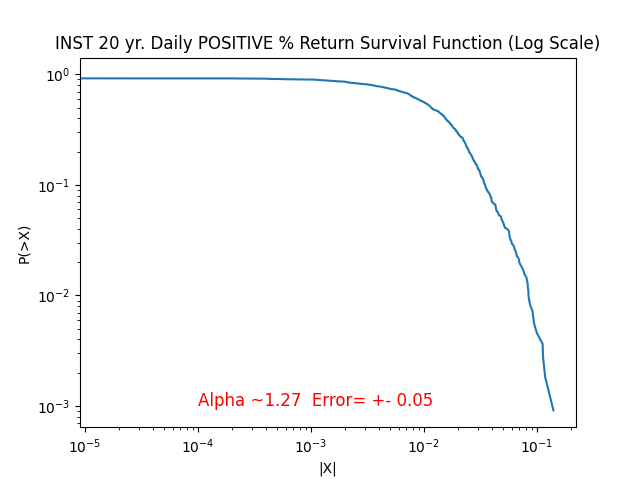 INST 20 yr. Daily POSITIVE % Return Survival Function (Log Scale)
10⁰
10⁻¹
10⁻²
10⁻³
P(>X)
Alpha ~1.27  Error= +- 0.05
10⁻⁵ 10⁻⁴ 10⁻³ 10⁻² 10⁻¹
|X|